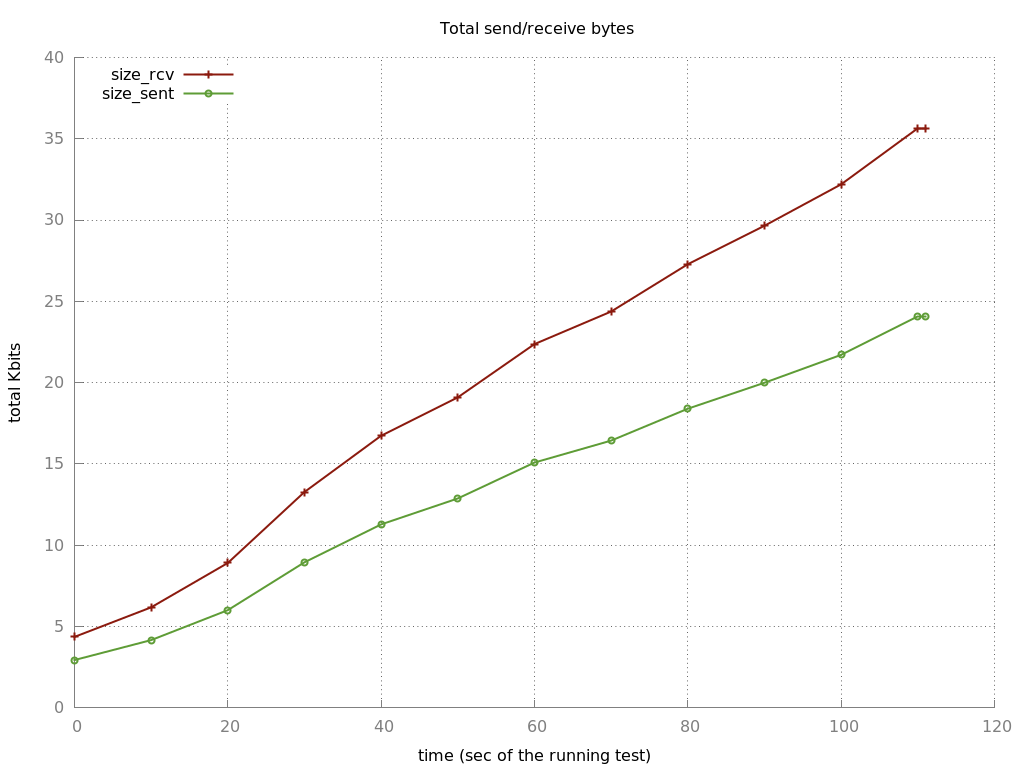 Total send/receive bytes
40
size_rcv
size_sent
35
30
25
20
15
10
5
0
total Kbits
0 20 40 60 80 100 120
time (sec of the running test)